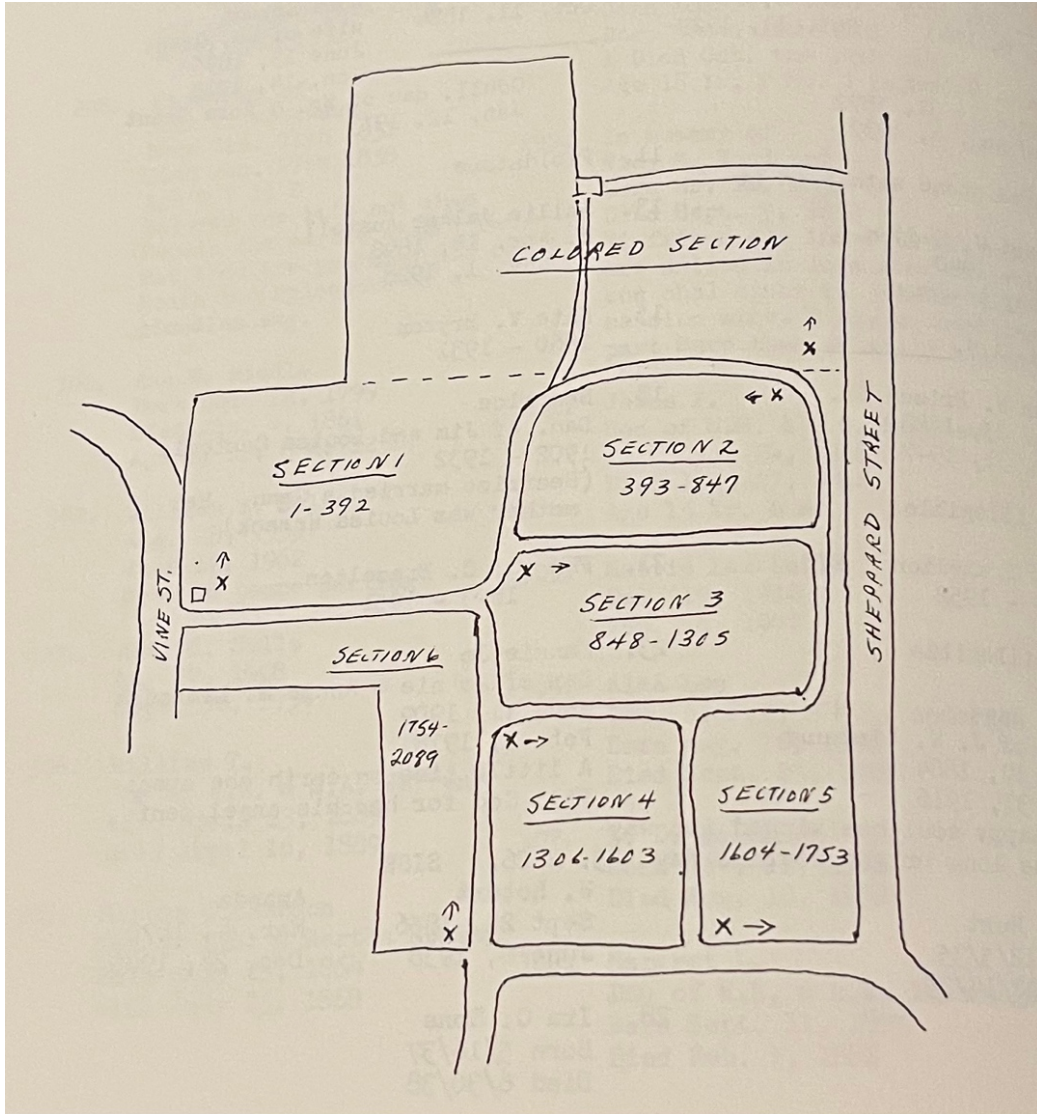 COLORED SECTION
SECTION 1
1-392
SECTION 2
393-847
SHEPPARD STREET
VINE ST.
SECTION 3
848-1305
SECTION 6
1754-
2089
SECTION 4
1306-1603
SECTION 5
1604-1753
X
X
X
X
X
X
X